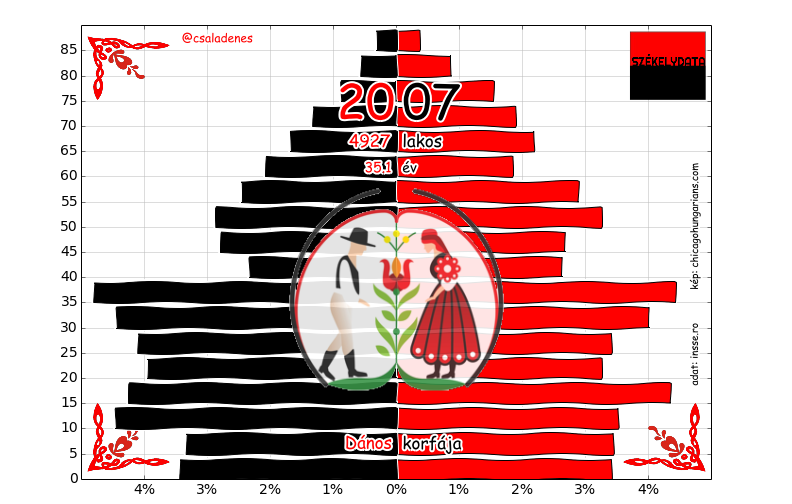 @csaladenes
SZÉKELYDATA
2007
4927 lakos
35.1 év
kép: chicagohungarians.com
adat: insse.ro
Dános korfája
85
80
75
70
65
60
55
50
45
40
35
30
25
20
15
10
5
0
4% 3% 2% 1% 0% 1% 2% 3% 4%